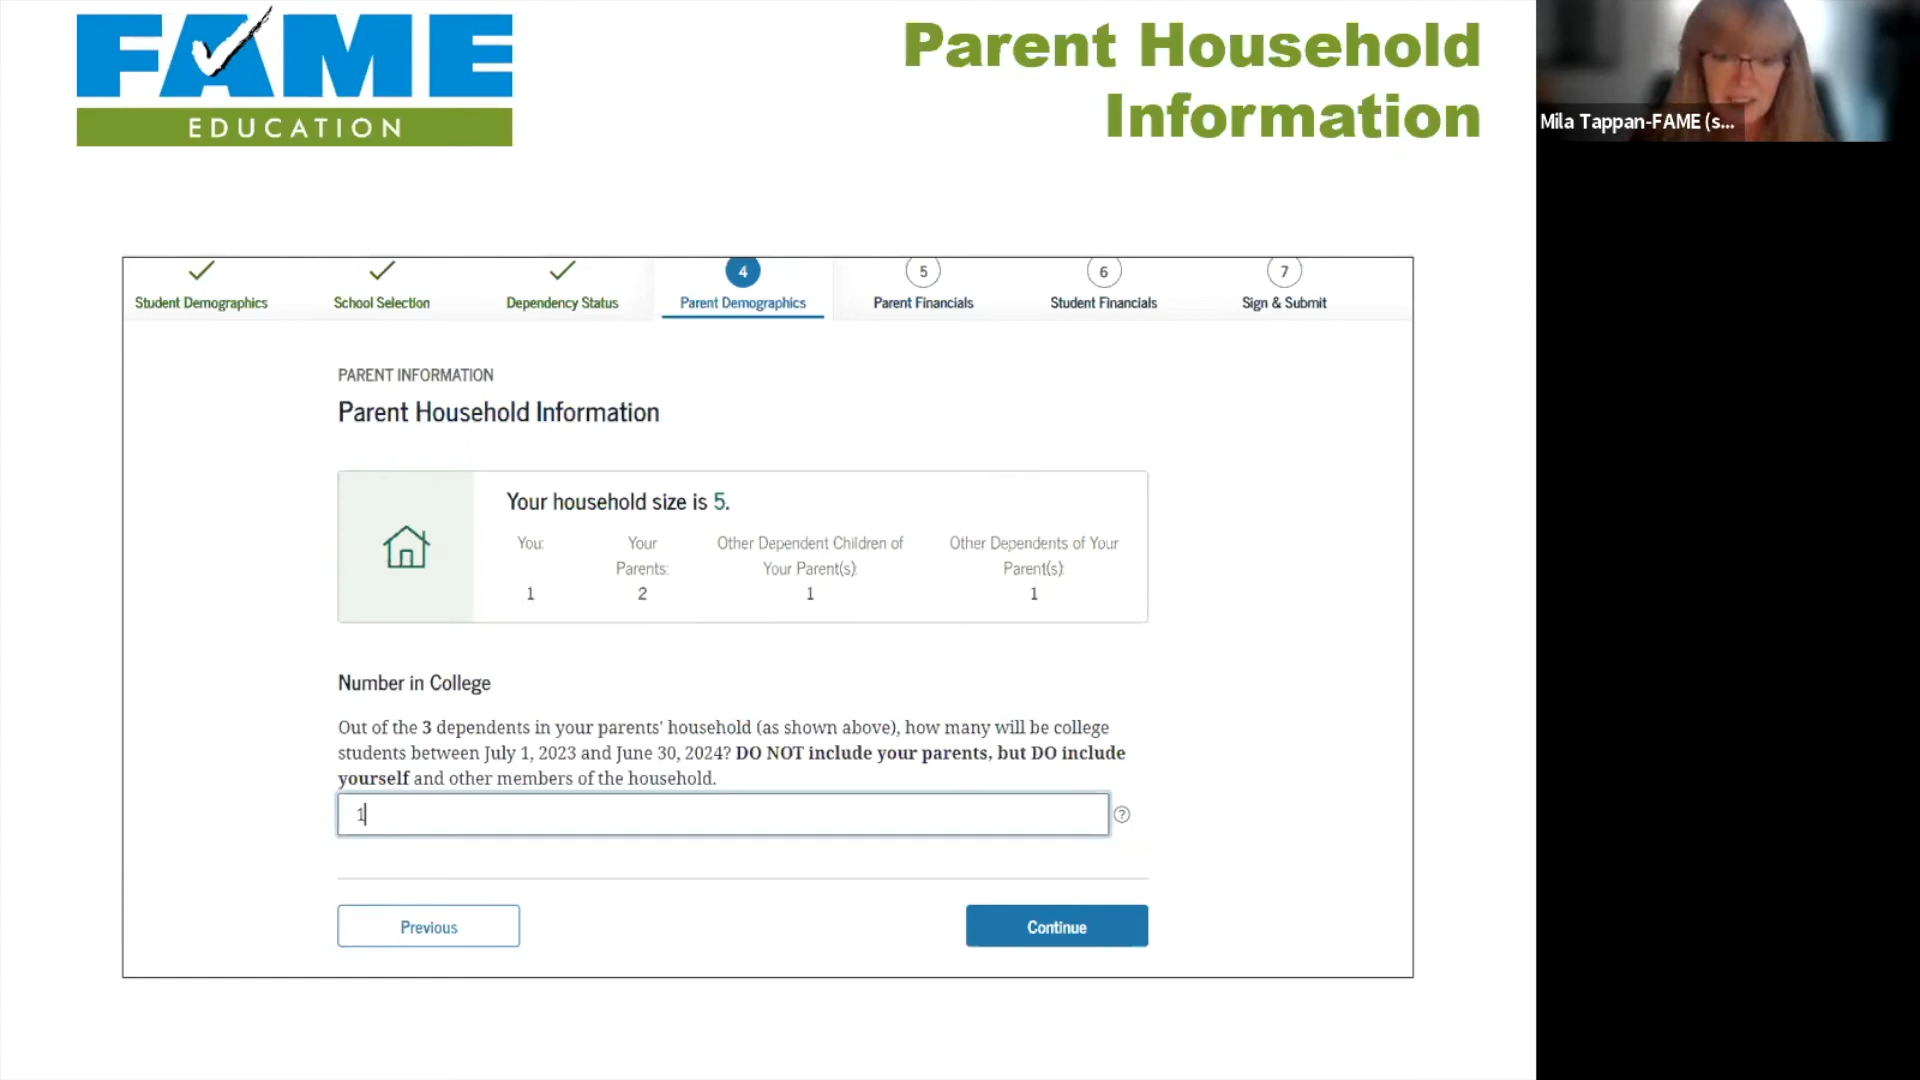 FAME
EDUCATION
Parent Household
Information
Mila Tappan-FAME (s...
4
5
6
7
Student Demographics
School Selection
Dependency Status
Parent Demographics
Parent Financials
Student Financials
Sign & Submit
PARENT INFORMATION
Parent Household Information
Your household size is 5.
You:
Your
Parents:
Other Dependent Children of
Your Parent(s):
Other Dependents of Your
Parent(s):
1
2
1
1
Number in College
Out of the 3 dependents in your parents' household (as shown above), how many will be college
students between July 1, 2023 and June 30, 2024? DO NOT include your parents, but DO include
yourself and other members of the household.
1
?
Previous
Continue